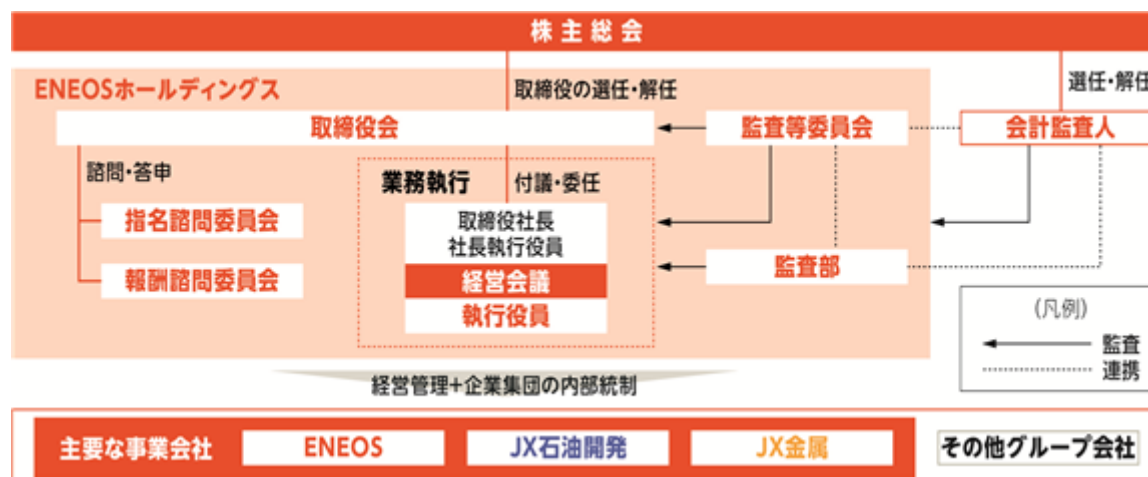 株主総会
ENEOSホールディングス
取締役の選任・解任
選任・解任
取締役会
監査等委員会
会計監査人
諮問・答申
業務執行
付議・委任
指名諮問委員会
取締役社長
社長執行役員
報酬諮問委員会
経営会議
執行役員
監査部
(凡例)
監査
連携
経営管理+企業集団の内部統制
主要な事業会社
ENEOS
JX石油開発
JX金属
その他グループ会社